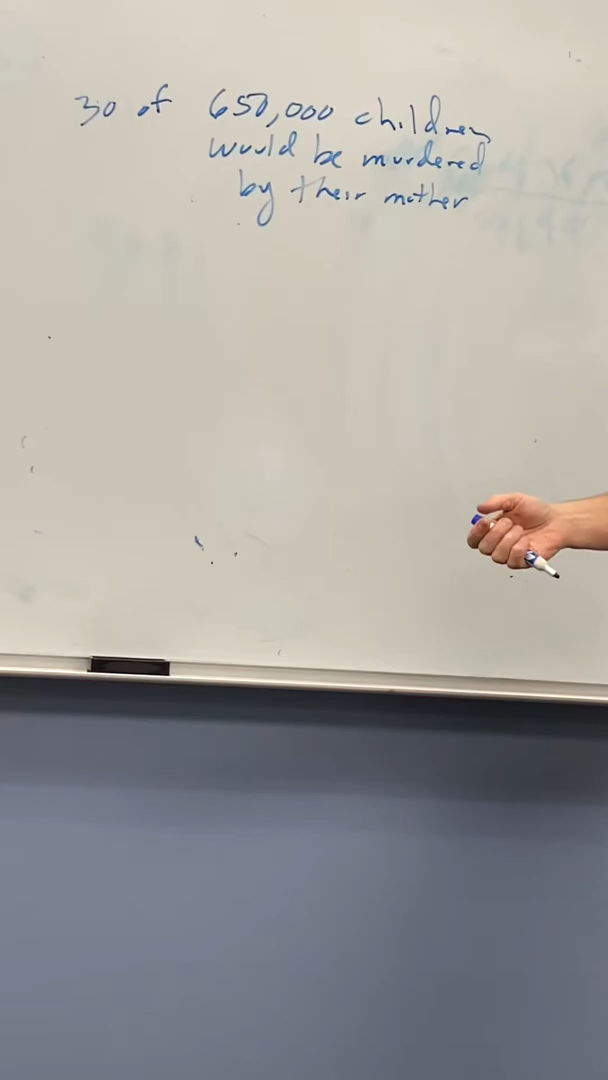 30 of 650,000 children
would be murdered
by their mother